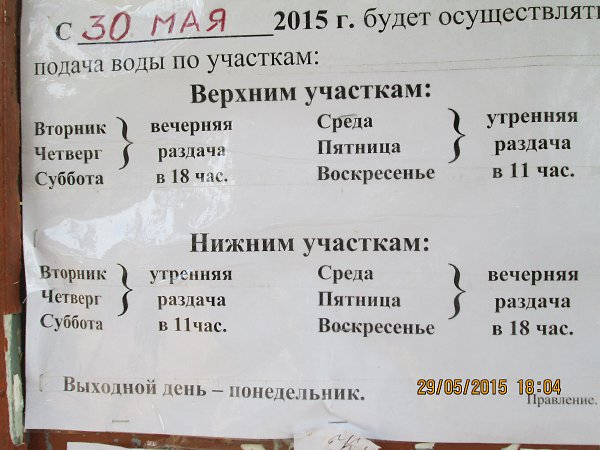 С 30 МАЯ 2015 г. будет осуществлять
подача воды по участкам:
Верхним участкам:
Вторник } вечерняя Среда } утренняя
Четверг раздача Пятница раздача
Суббота в 18 час. Воскресенье в 11 час.
Нижним участкам:
Вторник } утренняя Среда } вечерняя
Четверг раздача Пятница раздача
Суббота в 11час. Воскресенье в 18 час.
Выходной день – понедельник.
29/05/2015 18:04
Правление.